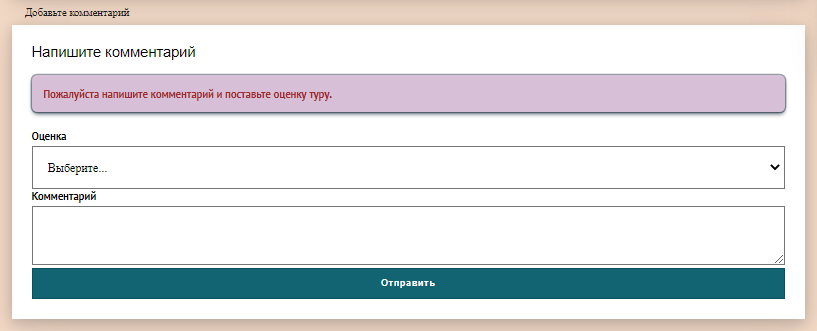 Добавьте комментарий
Напишите комментарий
Пожалуйста напишите комментарий и поставьте оценку туру.
Оценка
Выберите...
Комментарий
Отправить